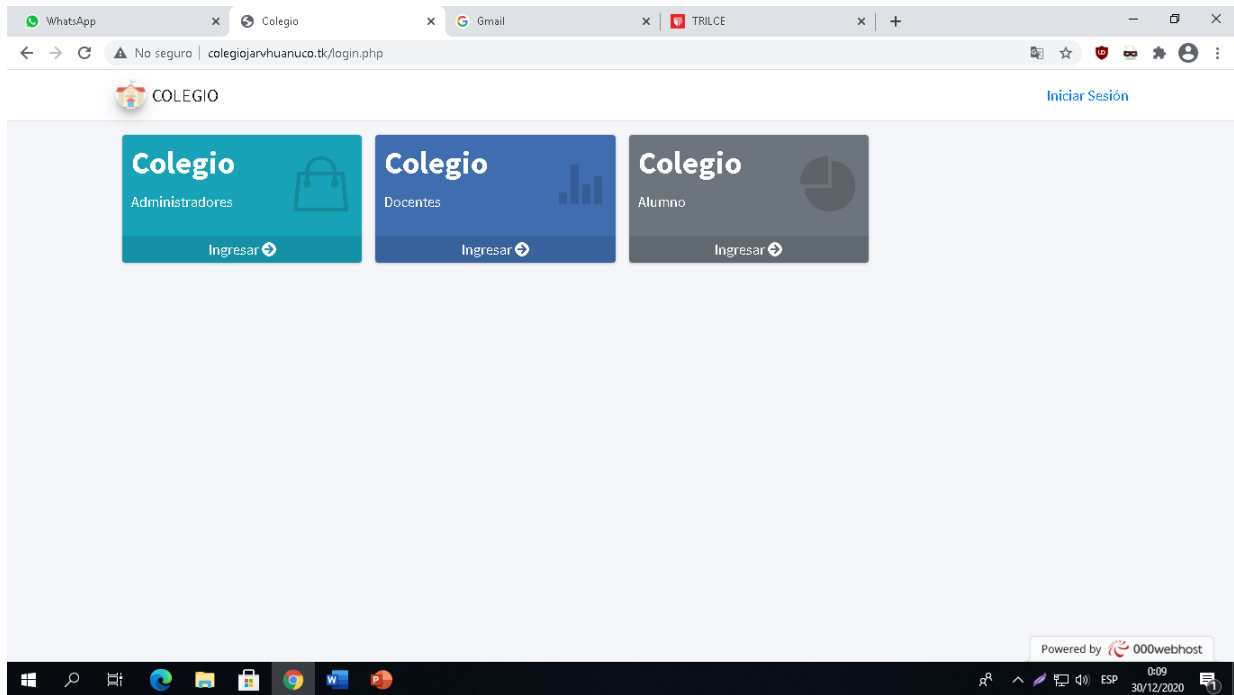 WhatsApp
Colegio
Gmail
TRILCE
No seguro
colegiojarvhuanuco.tk/login.php
COLEGIO
Iniciar Sesión
Colegio
Administradores
Ingresar
Colegio
Docentes
Ingresar
Colegio
Alumno
Ingresar
Powered by 000webhost
ESP
0:09
30/12/2020